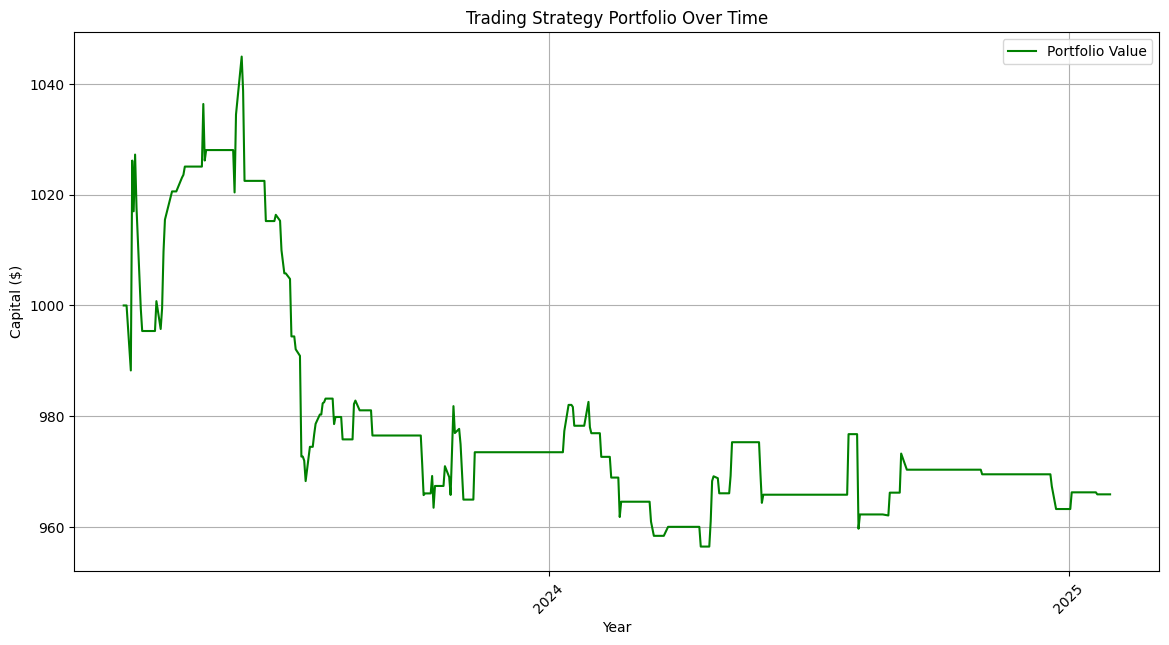 Trading Strategy Portfolio Over Time
Portfolio Value
Capital ($)
1040
1020
1000
980
960
2024
2025
Year